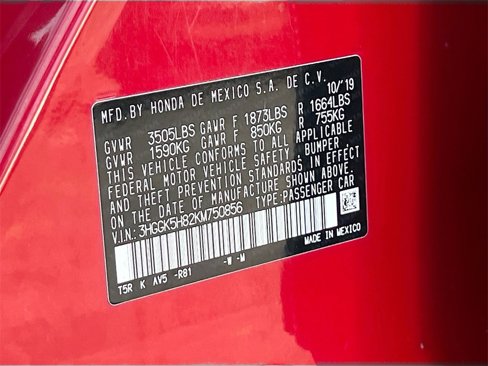 MFD. BY HONDA DE MEXICO S.A. DE C.V. 10/'19
GVWR 3505LBS GAWR F 1873LBS R 1664LBS
GVWR 1590KG GAWR F 850KG R 755KG
THIS VEHICLE CONFORMS TO ALL APPLICABLE
FEDERAL MOTOR VEHICLE SAFETY, BUMPER
AND THEFT PREVENTION STANDARDS IN EFFECT
ON THE DATE OF MANUFACTURE SHOWN ABOVE.
V.I.N.: 3HGGK5H82KM750856 TYPE:PASSENGER CAR
T5R K AV5 -R81 -W -M MADE IN MEXICO